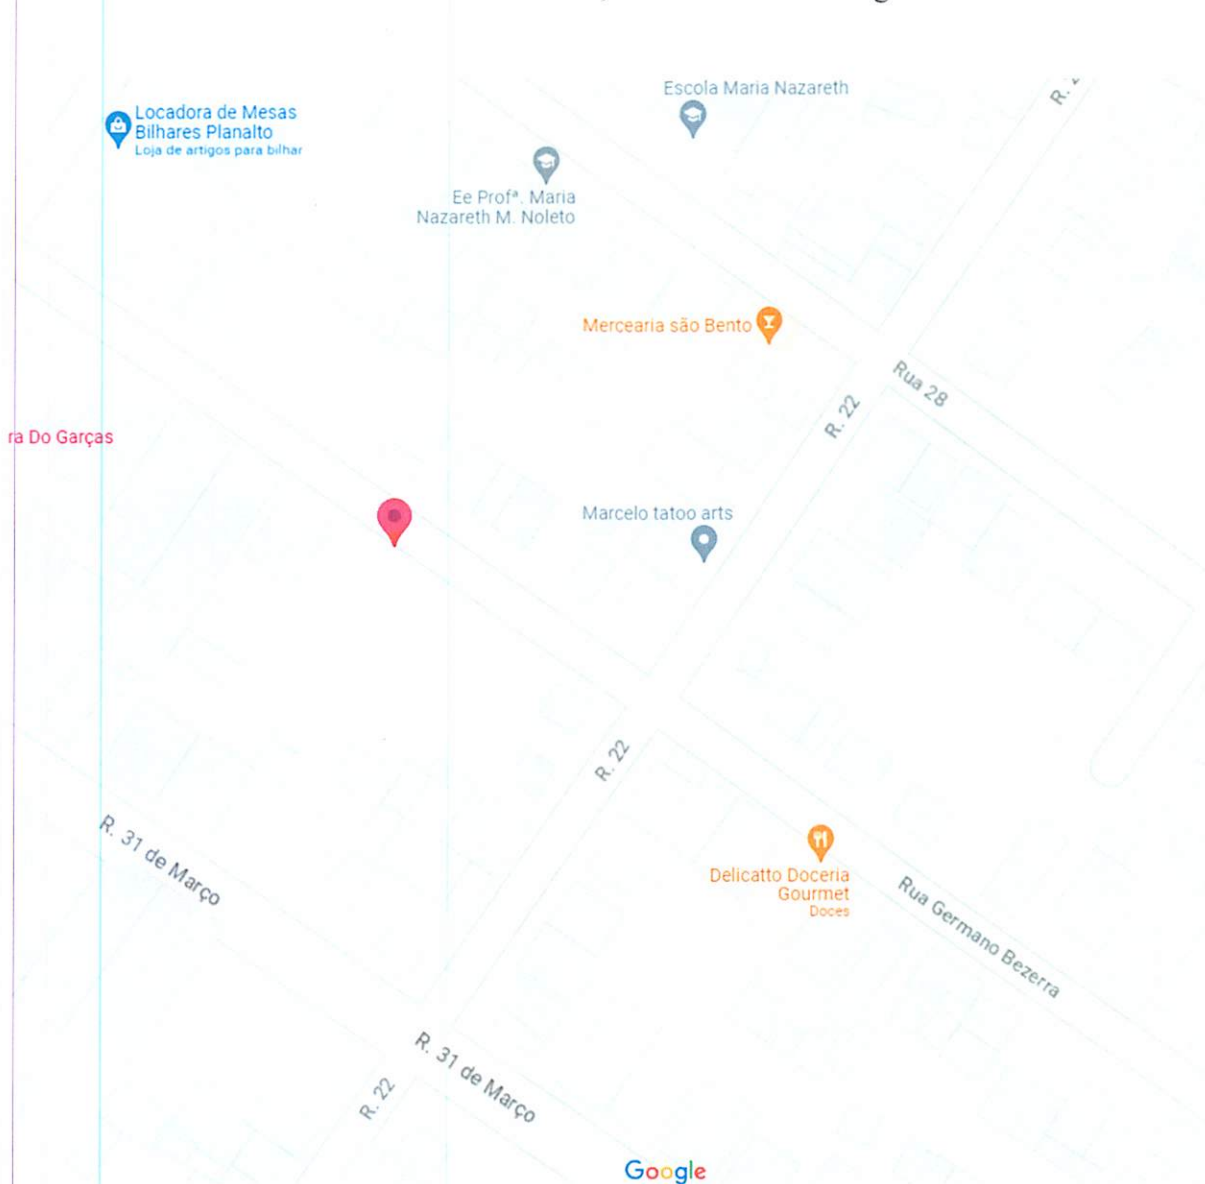 Escola Maria Nazareth
Locadora de Mesas
Bilhares Planalto
Loja de artigos para bilhar
Ee Profª. Maria
Nazareth M. Noleto
Mercearia são Bento
Rua 28
R. 22
ra Do Garças
Marcelo tatoo arts
R. 22
R. 31 de Março
Delicatto Doceria
Gourmet
Doces
Rua Germano Bezerra
R. 31 de Março
R. 22
Google